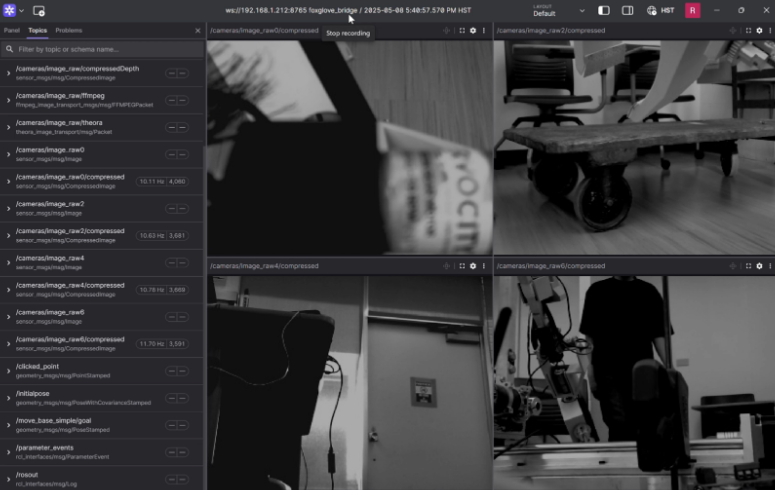 ws://192.168.1.212:8765 foxglove_bridge / 2025-05-08 5:40:57.570 PM HST
LAYOUT
Default
HST
R
Stop recording
Panel Topics Problems
Filter by topic or schema name...
/cameras/image_raw/compressedDepth
sensor_msgs/msg/CompressedImage
/cameras/image_raw/ffmpeg
ffmpeg_image_transport_msgs/msg/FFMPEGPacket
/cameras/image_raw/theora
theora_image_transport/msg/Packet
/cameras/image_raw0
sensor_msgs/msg/Image
/cameras/image_raw0/compressed
sensor_msgs/msg/CompressedImage
10.11 Hz 4,060
/cameras/image_raw2
sensor_msgs/msg/Image
/cameras/image_raw2/compressed
sensor_msgs/msg/CompressedImage
10.63 Hz 3,681
/cameras/image_raw4
sensor_msgs/msg/Image
/cameras/image_raw4/compressed
sensor_msgs/msg/CompressedImage
/cameras/image_raw6
sensor_msgs/msg/Image
/cameras/image_raw6/compressed
sensor_msgs/msg/CompressedImage
11.70 Hz 3,591
/clicked_point
geometry_msgs/msg/PointStamped
/initialpose
geometry_msgs/msg/PoseWithCovarianceStamped
/move_base_simple/goal
geometry_msgs/msg/PoseStamped
/parameter_events
rcl_interfaces/msg/ParameterEvent
/rosout
rcl_interfaces/msg/Log
/cameras/image_raw0/compressed
/cameras/image_raw2/compressed
/cameras/image_raw4/compressed
/cameras/image_raw6/compressed